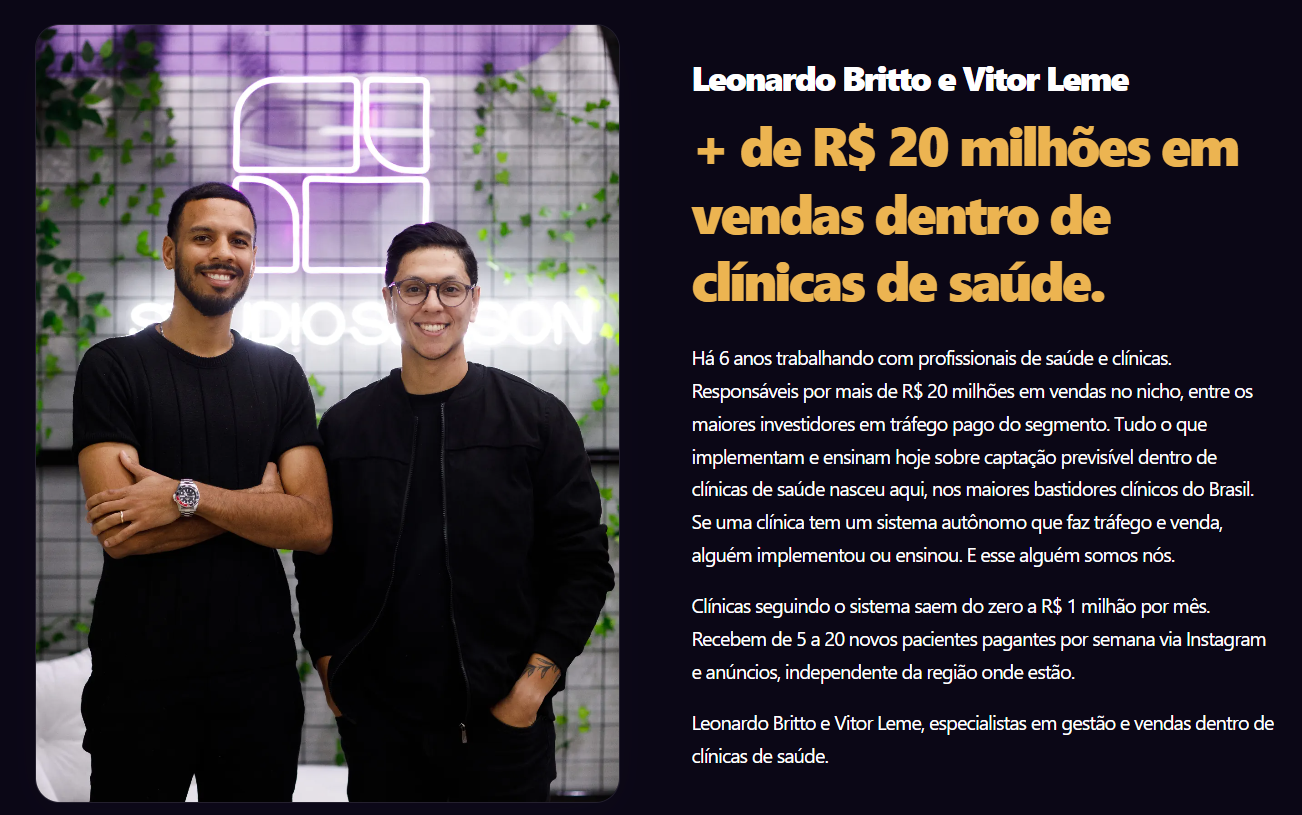 Leonardo Britto e Vitor Leme
+ de R$ 20 milhões em
vendas dentro de
clínicas de saúde.
Há 6 anos trabalhando com profissionais de saúde e clínicas.
Responsáveis por mais de R$ 20 milhões em vendas no nicho, entre os
maiores investidores em tráfego pago do segmento. Tudo o que
implementam e ensinam hoje sobre captação previsível dentro de
clínicas de saúde nasceu aqui, nos maiores bastidores clínicos do Brasil.
Se uma clínica tem um sistema autônomo que faz tráfego e venda,
alguém implementou ou ensinou. E esse alguém somos nós.
Clínicas seguindo o sistema saem do zero a R$ 1 milhão por mês.
Recebem de 5 a 20 novos pacientes pagantes por semana via Instagram
e anúncios, independente da região onde estão.
Leonardo Britto e Vitor Leme, especialistas em gestão e vendas dentro de
clínicas de saúde.